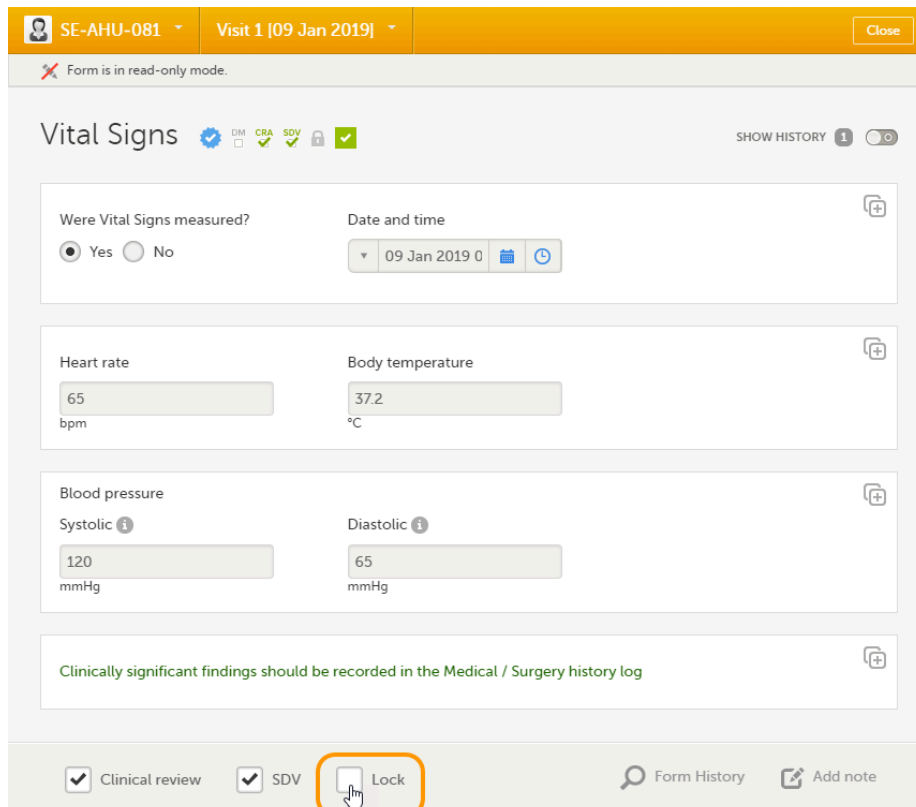 SE-AHU-081 Visit 1 [09 Jan 2019] Close
Form is in read-only mode.
Vital Signs DM CRA SDV SHOW HISTORY 1
Were Vital Signs measured? Date and time
Yes No 09 Jan 2019 0
Heart rate Body temperature
65 37.2
bpm °C
Blood pressure
Systolic Diastolic
120 65
mmHg mmHg
Clinically significant findings should be recorded in the Medical / Surgery history log
Clinical review SDV Lock Form History Add note